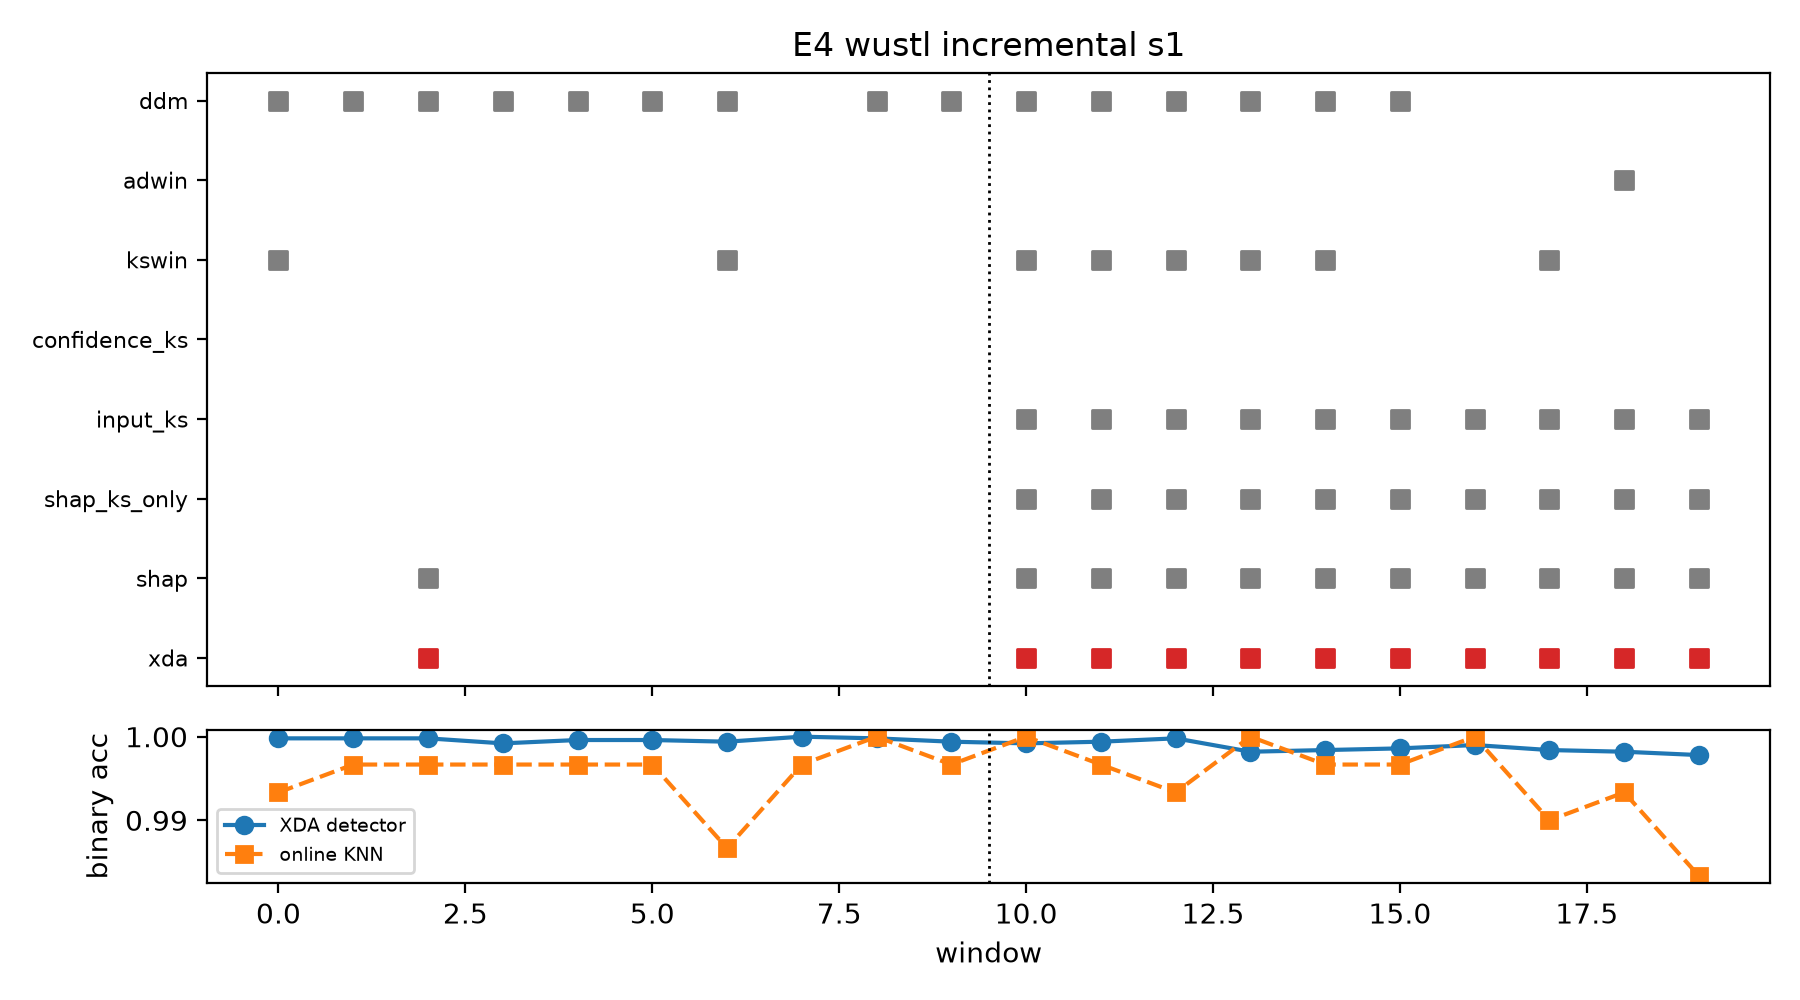 E4 wustl incremental s1
ddm
adwin
kswin
confidence_ks
input_ks
shap_ks_only
shap
xda
binary acc
1.00
0.99
XDA detector
online KNN
0.0 2.5 5.0 7.5 10.0 12.5 15.0 17.5
window